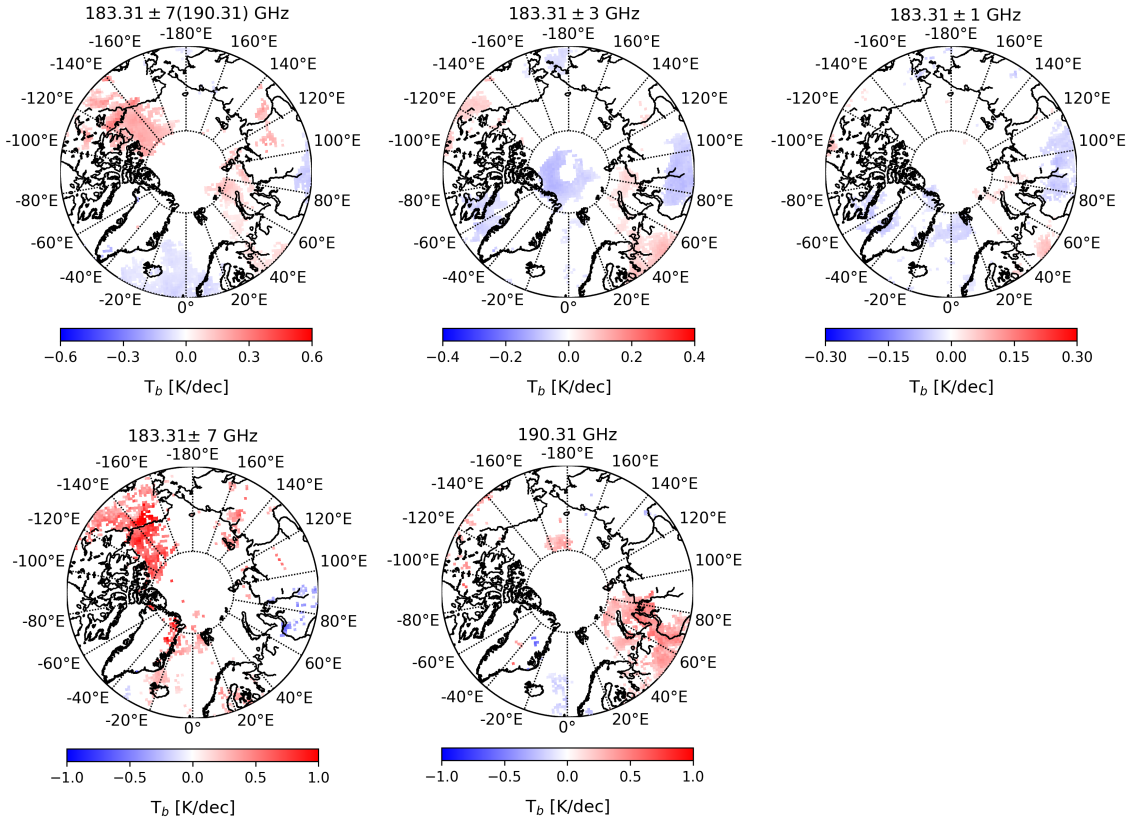 183.31 ± 7(190.31) GHz
-180°E
-160°E 160°E
-140°E 140°E
-120°E 120°E
-100°E 100°E
-80°E 80°E
-60°E 60°E
-40°E 40°E
-20°E 20°E
0°
−0.6 −0.3 0.0 0.3 0.6
T_b [K/dec]
183.31 ± 3 GHz
-180°E
-160°E 160°E
-140°E 140°E
-120°E 120°E
-100°E 100°E
-80°E 80°E
-60°E 60°E
-40°E 40°E
-20°E 20°E
0°
−0.4 −0.2 0.0 0.2 0.4
T_b [K/dec]
183.31 ± 1 GHz
-180°E
-160°E 160°E
-140°E 140°E
-120°E 120°E
-100°E 100°E
-80°E 80°E
-60°E 60°E
-40°E 40°E
-20°E 20°E
0°
−0.30 −0.15 0.00 0.15 0.30
T_b [K/dec]
183.31± 7 GHz
-180°E
-160°E 160°E
-140°E 140°E
-120°E 120°E
-100°E 100°E
-80°E 80°E
-60°E 60°E
-40°E 40°E
-20°E 20°E
0°
−1.0 −0.5 0.0 0.5 1.0
T_b [K/dec]
190.31 GHz
-180°E
-160°E 160°E
-140°E 140°E
-120°E 120°E
-100°E 100°E
-80°E 80°E
-60°E 60°E
-40°E 40°E
-20°E 20°E
0°
−1.0 −0.5 0.0 0.5 1.0
T_b [K/dec]